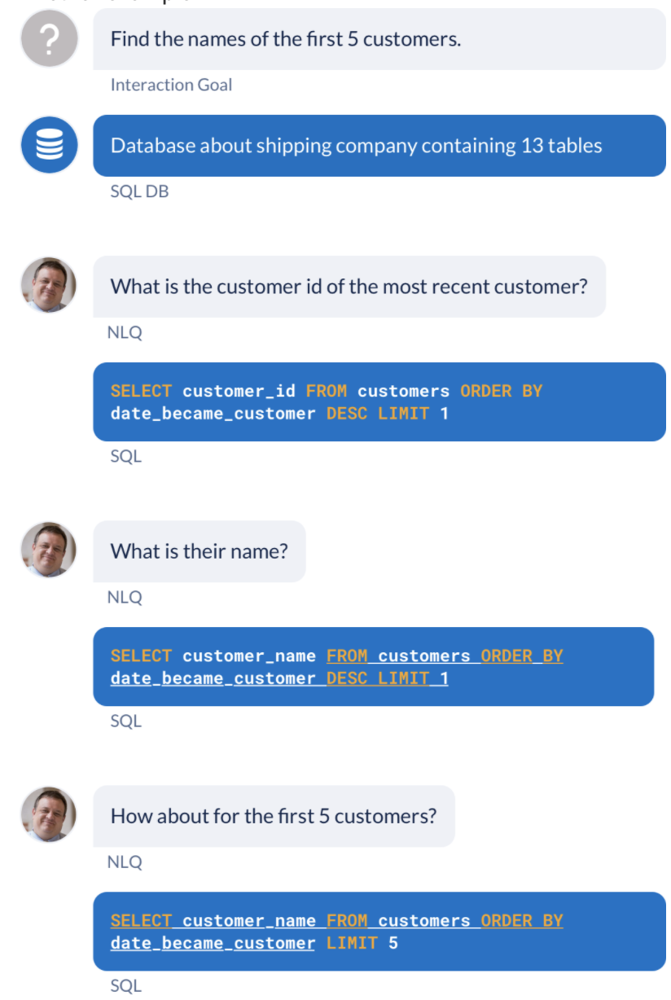 ?
Find the names of the first 5 customers.
Interaction Goal
Database about shipping company containing 13 tables
SQL DB
What is the customer id of the most recent customer?
NLQ
SELECT customer_id FROM customers ORDER BY
date_became_customer DESC LIMIT 1
SQL
What is their name?
NLQ
SELECT customer_name FROM customers ORDER BY
date_became_customer DESC LIMIT 1
SQL
How about for the first 5 customers?
NLQ
SELECT customer_name FROM customers ORDER BY
date_became_customer LIMIT 5
SQL